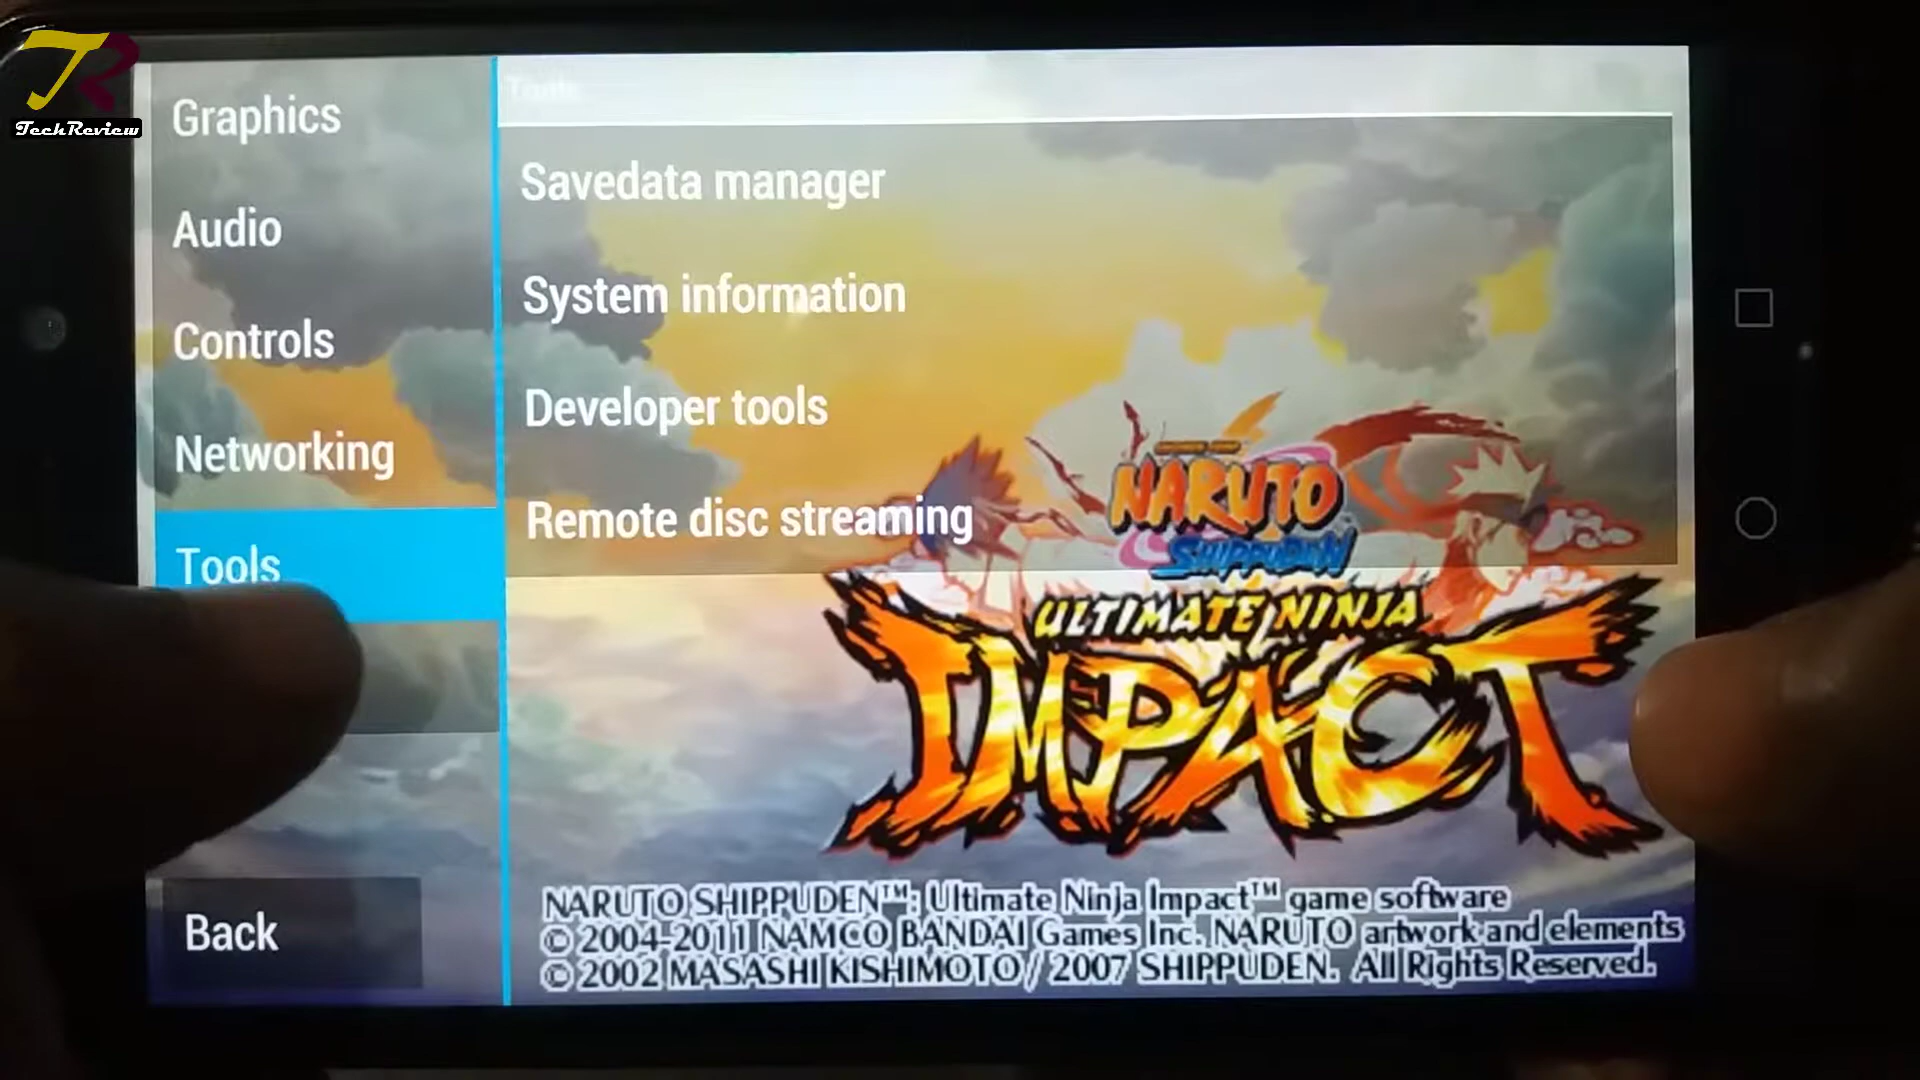 TR
TechReview
Graphics
Audio
Controls
Networking
Tools
Back
Tools
Savedata manager
System information
Developer tools
Remote disc streaming
NARUTO
SHIPPUDEN
ULTIMATE NINJA
IMPACT
NARUTO SHIPPUDEN™: Ultimate Ninja Impact™ game software
© 2004-2011 NAMCO BANDAI Games Inc. NARUTO artwork and elements
© 2002 MASASHI KISHIMOTO / 2007 SHIPPUDEN. All Rights Reserved.